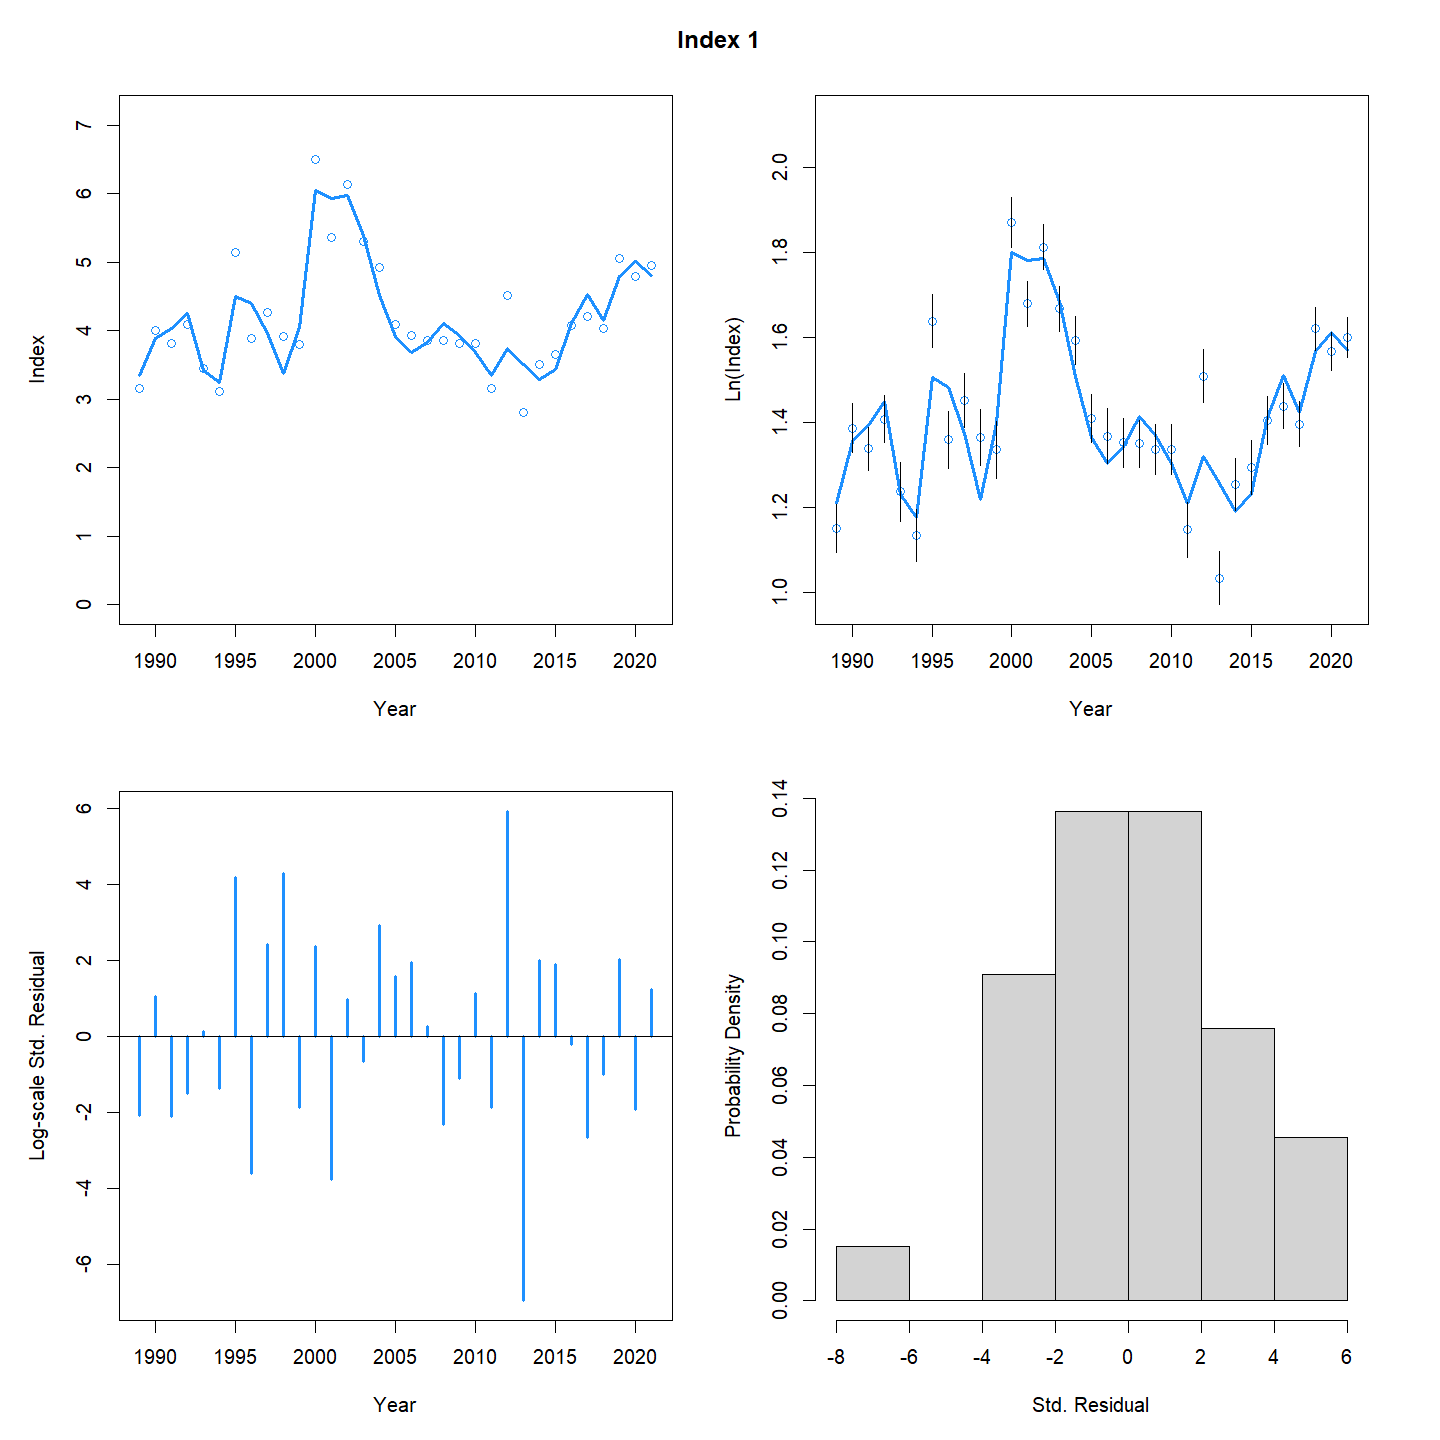 Index 1
Index
7
6
5
4
3
2
1
0
1990 1995 2000 2005 2010 2015 2020
Year
Ln(Index)
2.0
1.8
1.6
1.4
1.2
1.0
1990 1995 2000 2005 2010 2015 2020
Year
Log-scale Std. Residual
6
4
2
0
-2
-4
-6
1990 1995 2000 2005 2010 2015 2020
Year
Probability Density
0.14
0.12
0.10
0.08
0.06
0.04
0.02
0.00
-8 -6 -4 -2 0 2 4 6
Std. Residual